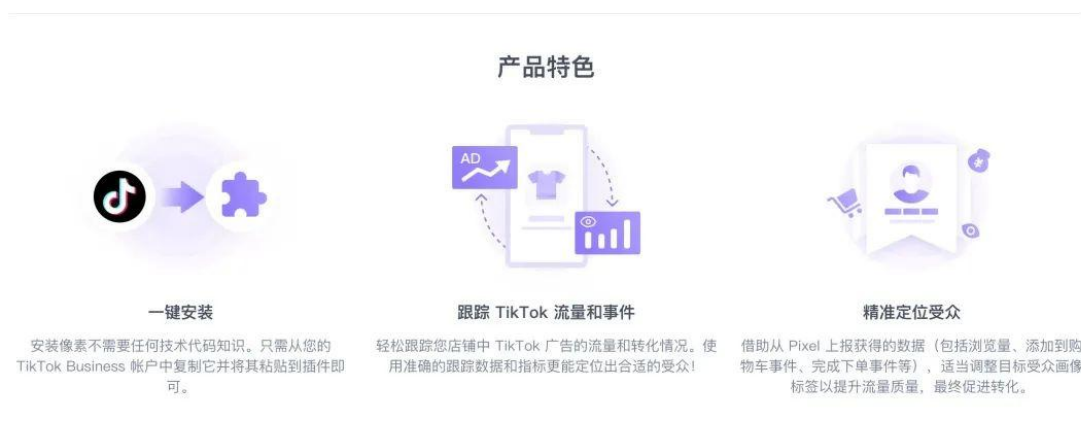 产品特色
AD
一键安装
安装像素不需要任何技术代码知识。只需从您的
TikTok Business 帐户中复制它并将其粘贴到插件即
可。
跟踪 TikTok 流量和事件
轻松跟踪您店铺中 TikTok 广告的流量和转化情况。使
用准确的跟踪数据和指标更能定位出合适的受众！
精准定位受众
借助从 Pixel 上报获得的数据（包括浏览量、添加到购
物车事件、完成下单事件等），适当调整目标受众画像
标签以提升流量质量，最终促进转化。